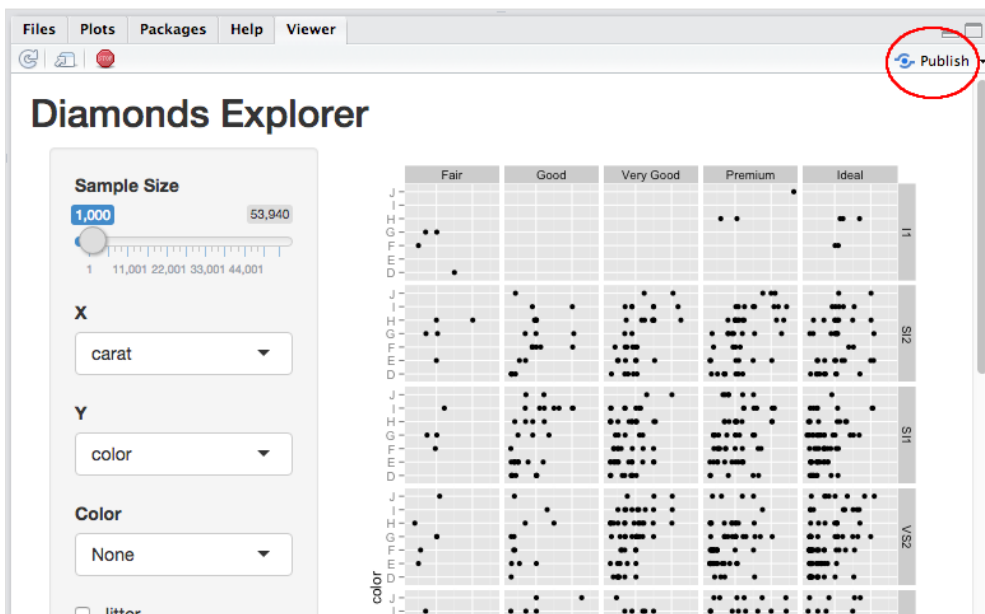 Files Plots Packages Help Viewer
STOP
Publish
Diamonds Explorer
Sample Size
1,000 53,940
1 11,001 22,001 33,001 44,001
X
carat
Y
color
Color
None
Jitter
Fair Good Very Good Premium Ideal
J
I
H
G
F
E
D
I1
J
I
H
G
F
E
D
SI2
J
I
H
G
F
E
D
SI1
J
I
H
G
F
E
D
VS2
color
J
I